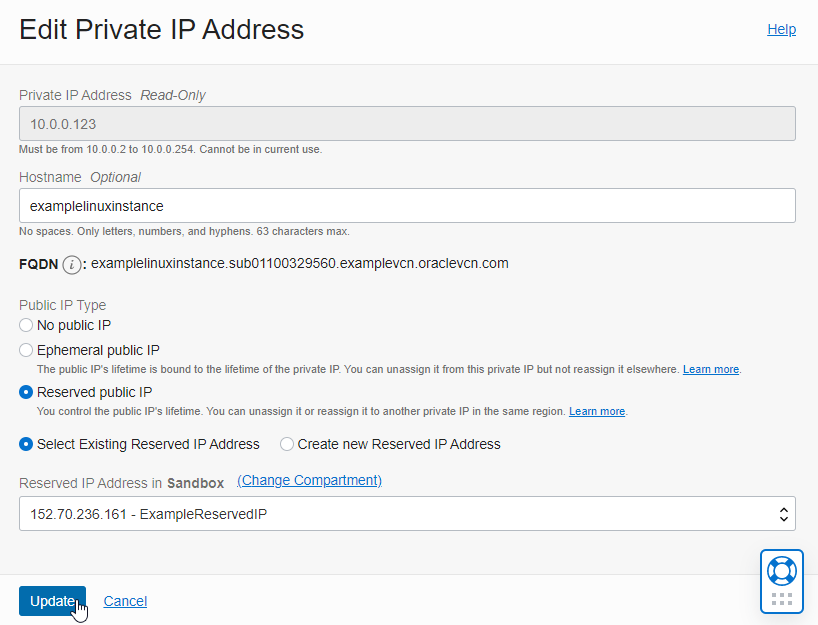 Edit Private IP Address
Help
Private IP Address Read-Only
10.0.0.123
Must be from 10.0.0.2 to 10.0.0.254. Cannot be in current use.
Hostname Optional
examplelinuxinstance
No spaces. Only letters, numbers, and hyphens. 63 characters max.
FQDN i : examplelinuxinstance.sub01100329560.examplevcn.oraclevcn.com
Public IP Type
No public IP
Ephemeral public IP
The public IP's lifetime is bound to the lifetime of the private IP. You can unassign it from this private IP but not reassign it elsewhere. Learn more.
Reserved public IP
You control the public IP's lifetime. You can unassign it or reassign it to another private IP in the same region. Learn more.
Select Existing Reserved IP Address Create new Reserved IP Address
Reserved IP Address in Sandbox (Change Compartment)
152.70.236.161 - ExampleReservedIP
Update Cancel